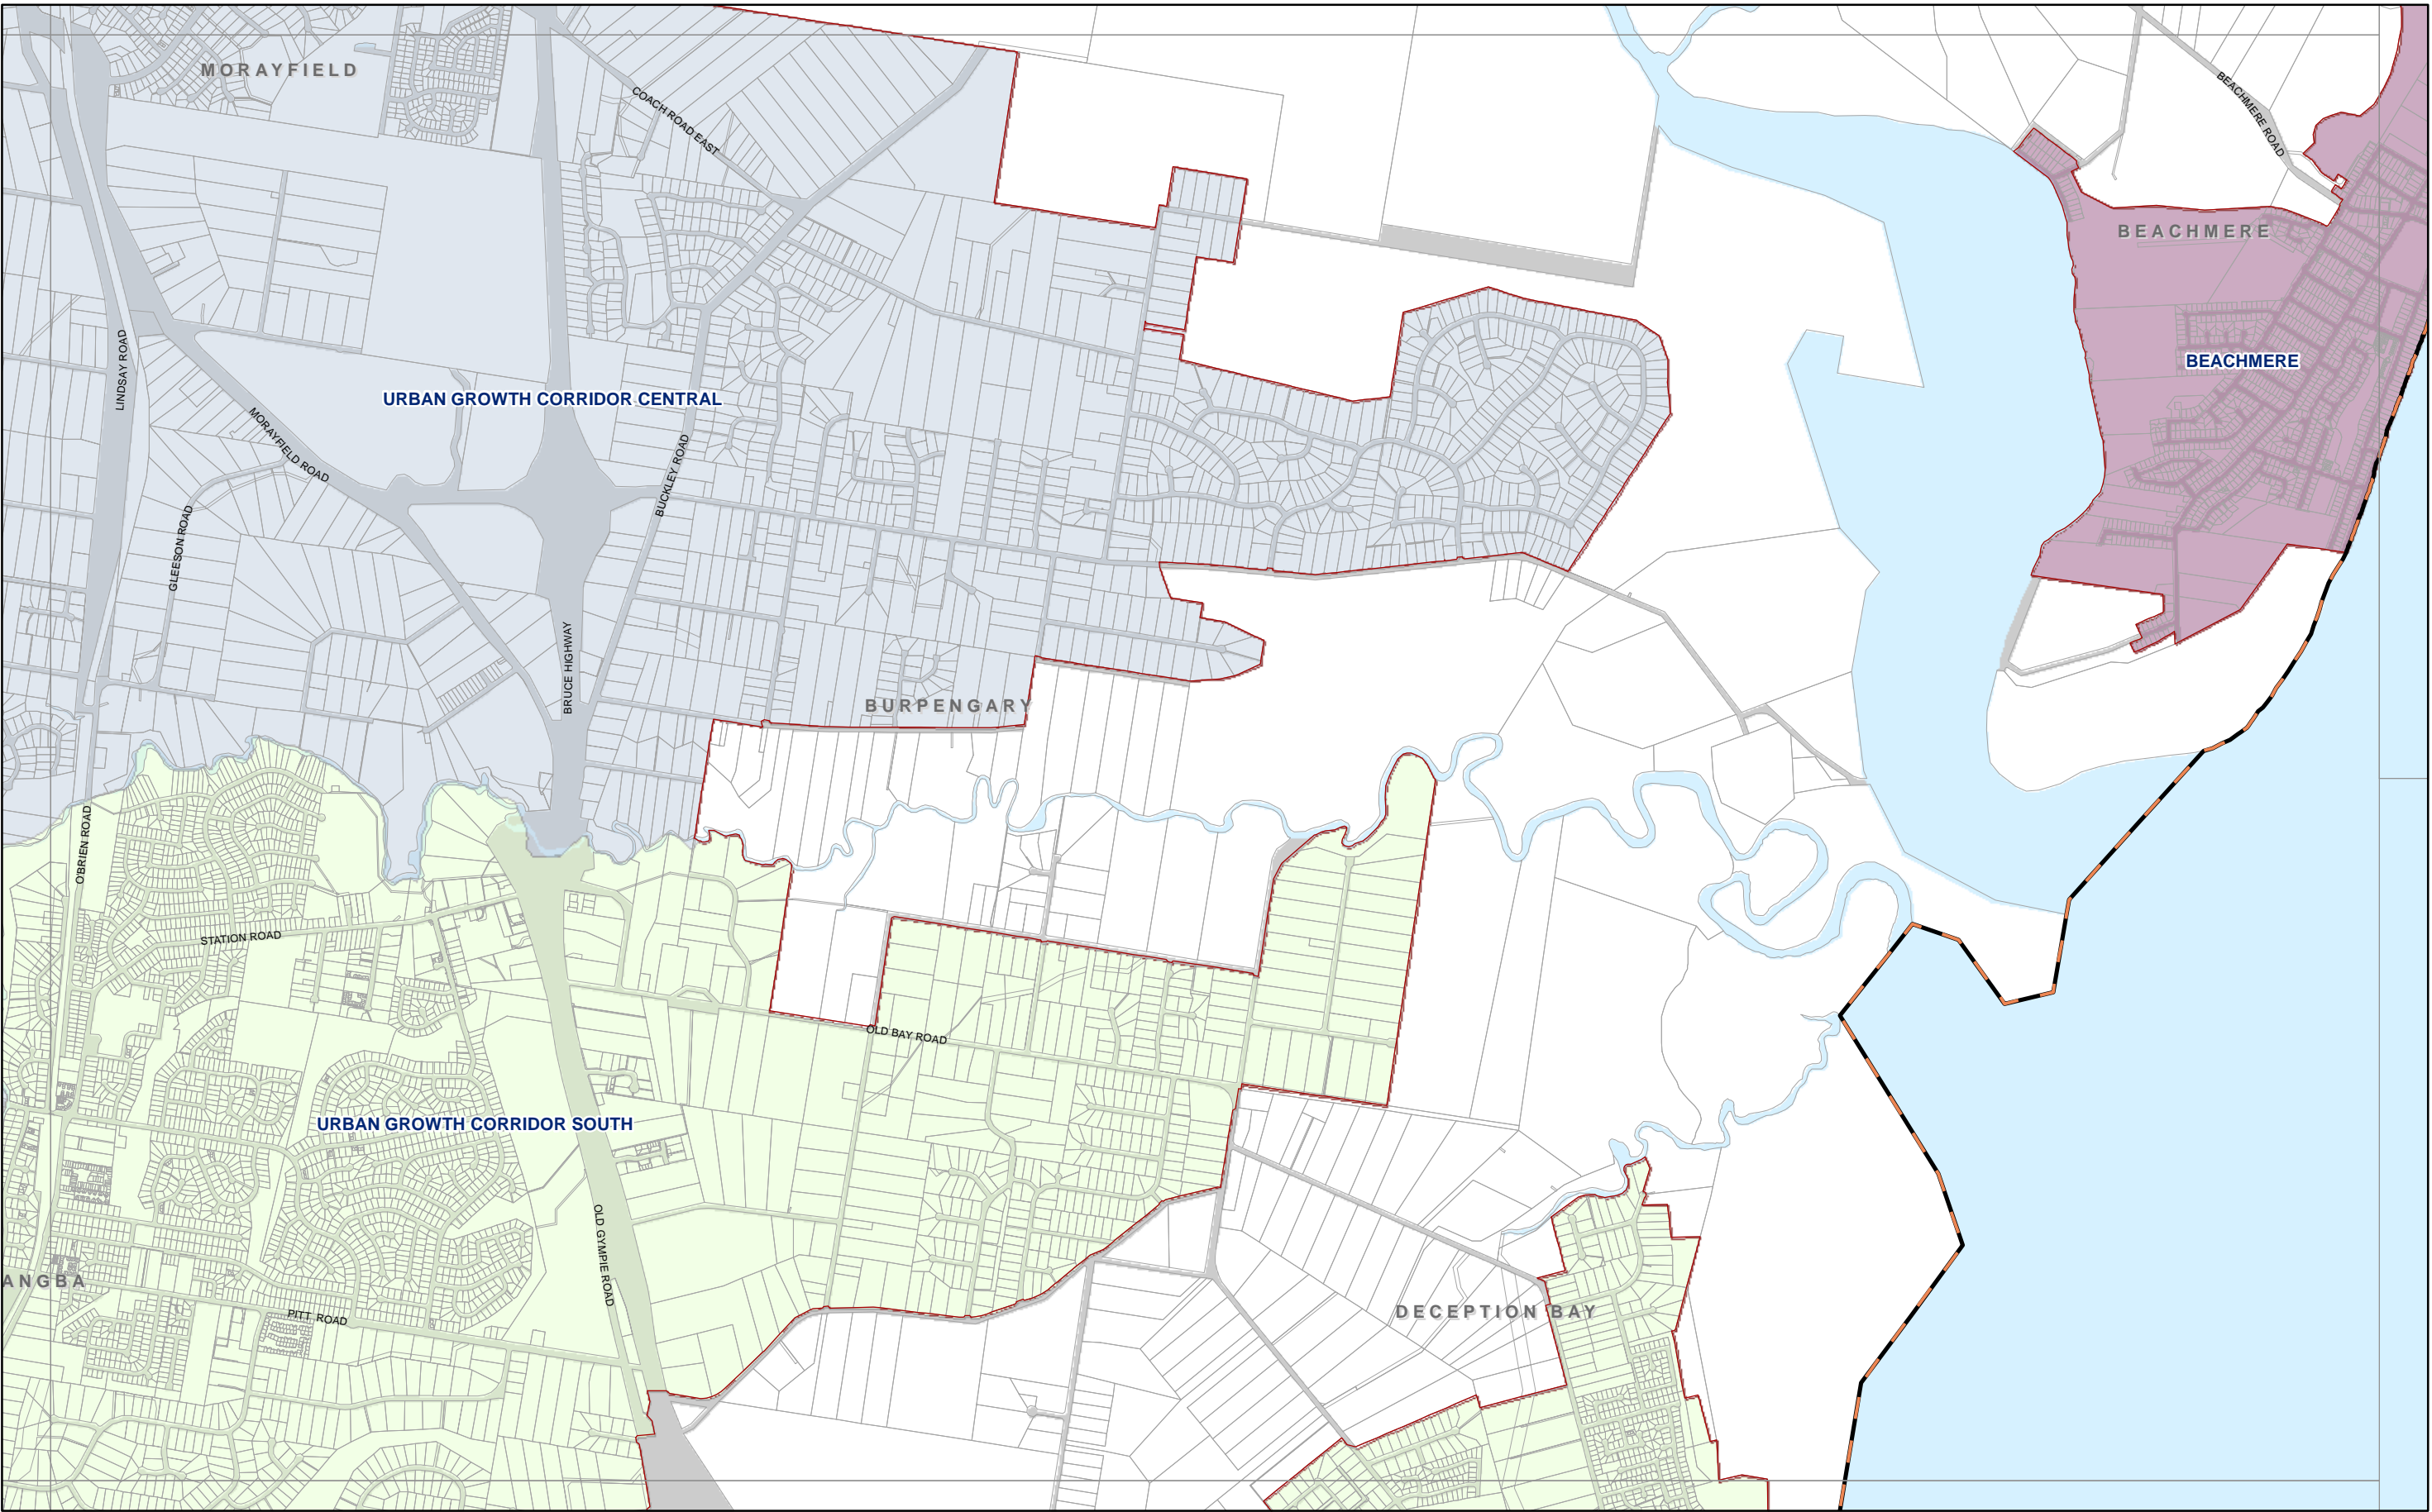 MORAYFIELD
COACH ROAD EAST
BEACHMERE ROAD
BEACHMERE
BEACHMERE
LINDSAY ROAD
URBAN GROWTH CORRIDOR CENTRAL
MORAYFIELD ROAD
BUCKLEY ROAD
GLEESON ROAD
BRUCE HIGHWAY
BURPENGARY
O'BRIEN ROAD
STATION ROAD
OLD BAY ROAD
URBAN GROWTH CORRIDOR SOUTH
OLD GYMPIE ROAD
ANGBA
PITT ROAD
DECEPTION BAY